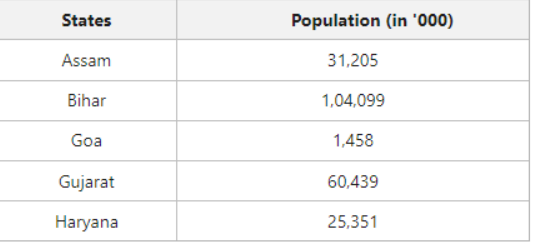 States Population (in '000)
Assam 31,205
Bihar 1,04,099
Goa 1,458
Gujarat 60,439
Haryana 25,351